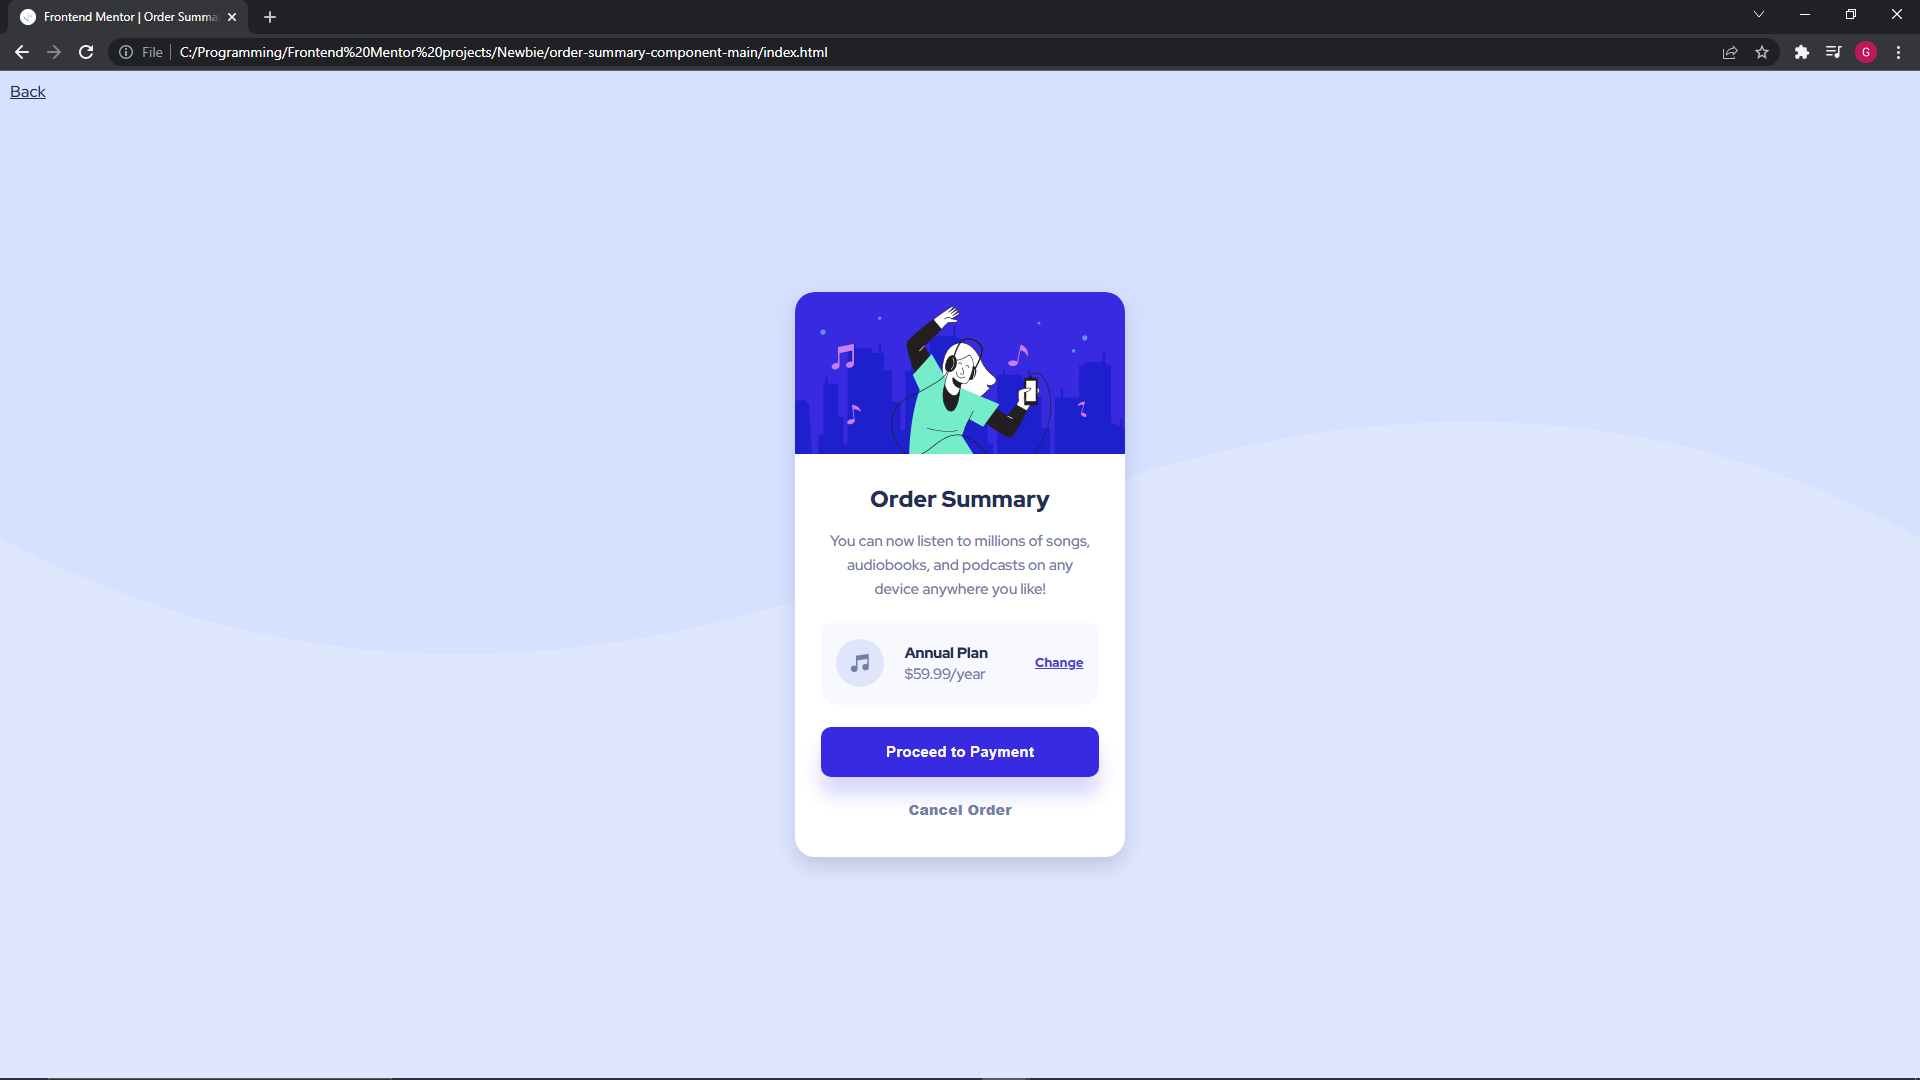 Frontend Mentor | Order Summa
File
C:/Programming/Frontend%20Mentor%20projects/Newbie/order-summary-component-main/index.html
G
Back
Order Summary
You can now listen to millions of songs,
audiobooks, and podcasts on any
device anywhere you like!
Annual Plan
$59.99/year
Change
Proceed to Payment
Cancel Order